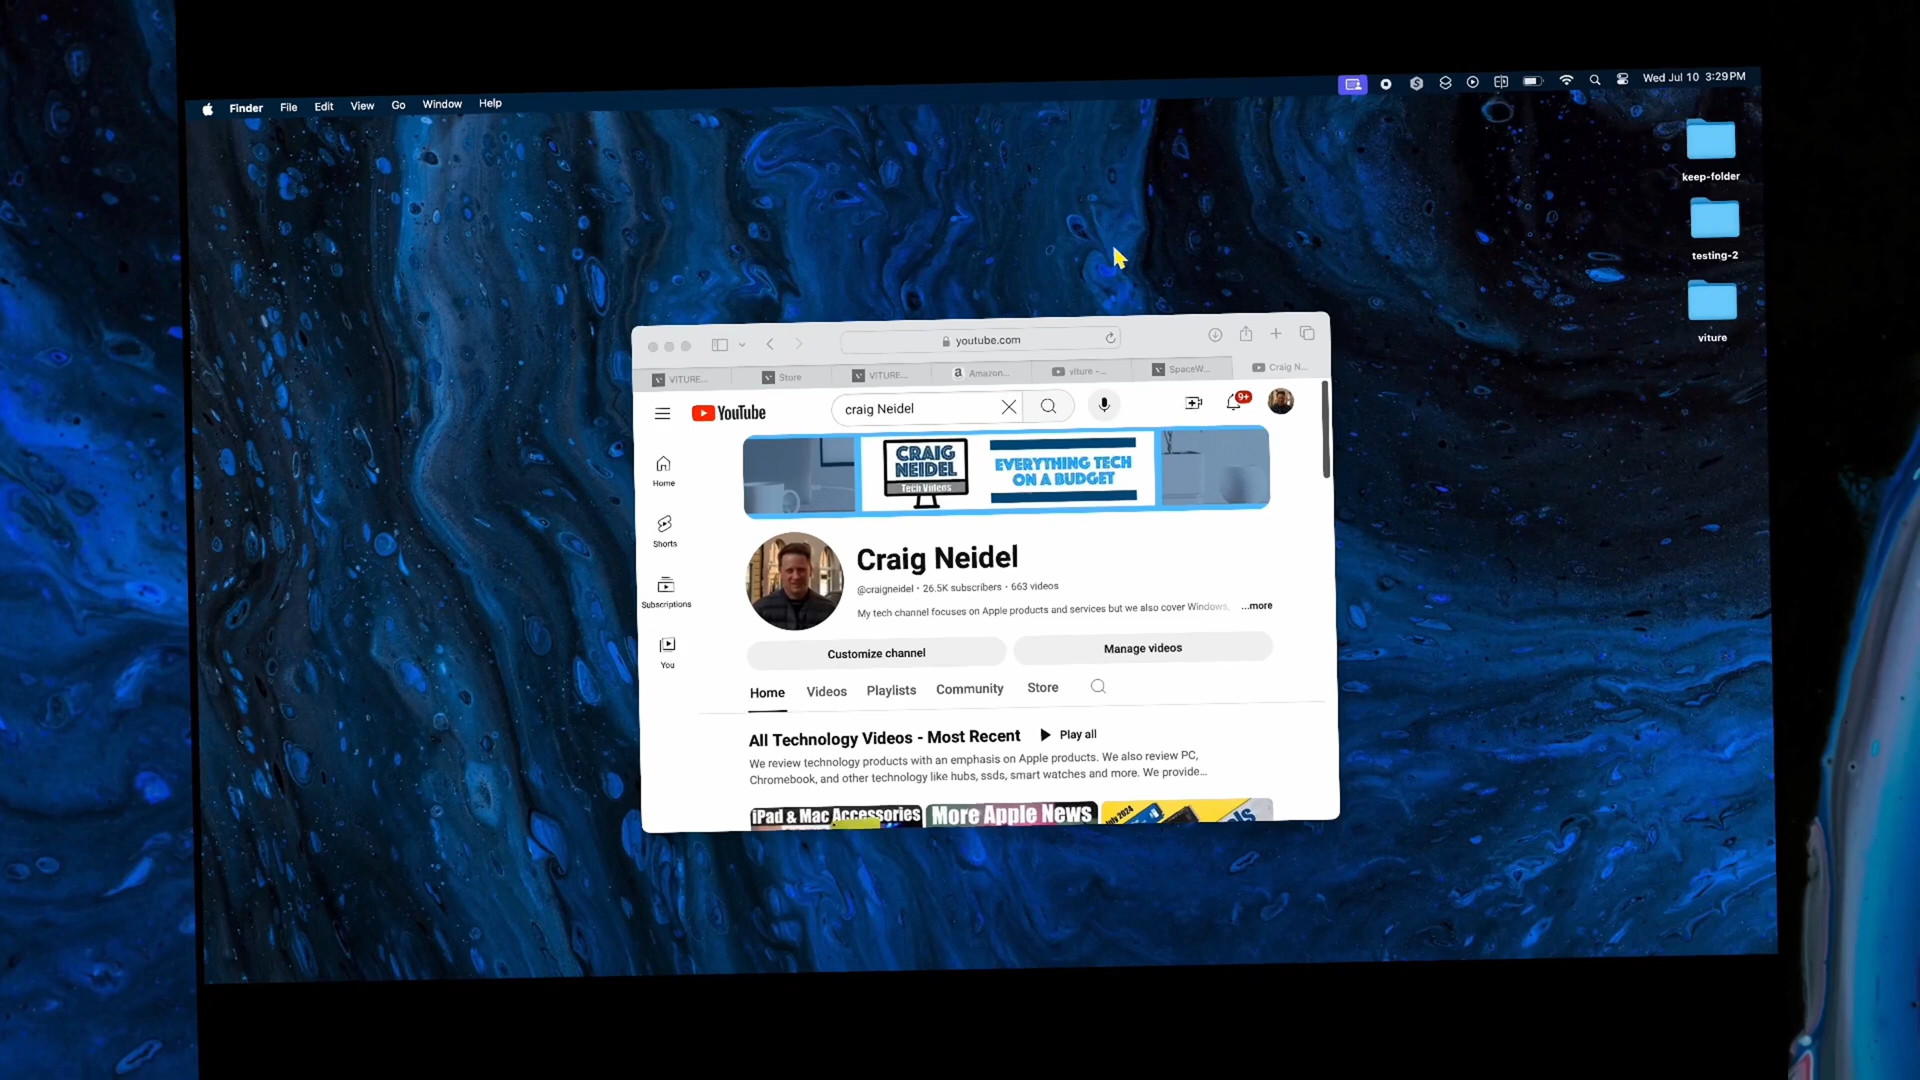 Finder File Edit View Go Window Help
Wed Jul 10 3:29 PM
keep-folder
testing-2
viture
youtube.com
VITURE... Store VITURE... Amazon... viture -... SpaceW... Craig N...
YouTube
craig Neidel
9+
Home
Shorts
Subscriptions
You
CRAIG
NEIDEL
Tech Videos
EVERYTHING TECH
ON A BUDGET
Craig Neidel
@craigneidel • 26.5K subscribers • 663 videos
My tech channel focuses on Apple products and services but we also cover Windows, ...more
Customize channel
Manage videos
Home Videos Playlists Community Store
All Technology Videos - Most Recent
Play all
We review technology products with an emphasis on Apple products. We also review PC,
Chromebook, and other technology like hubs, ssds, smart watches and more. We provide...
iPad & Mac Accessories
More Apple News
July 2024